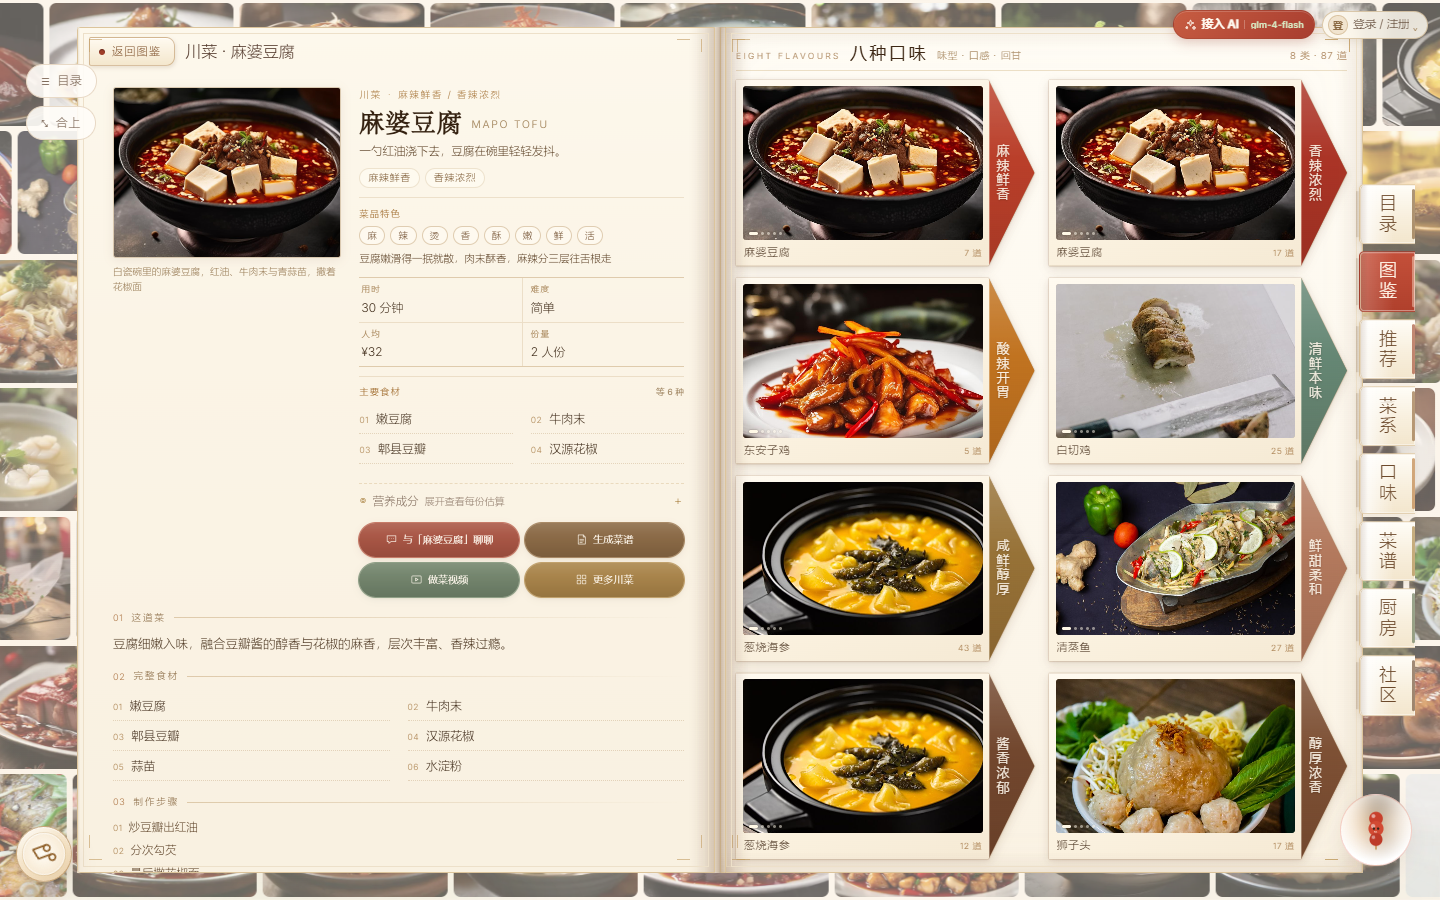 接入 AI glm-4-flash
登 登录 / 注册
目录
合上
返回图鉴 川菜 · 麻婆豆腐
白瓷碗里的麻婆豆腐，红油、牛肉末与青蒜苗，撒着
花椒面
川菜 · 麻辣鲜香 / 香辣浓烈
麻婆豆腐 MAPO TOFU
一勺红油浇下去，豆腐在碗里轻轻发抖。
麻辣鲜香 香辣浓烈
菜品特色
麻 辣 烫 香 酥 嫩 鲜 活
豆腐嫩滑得一抿就散，肉末酥香，麻辣分三层往舌根走
用时 难度
30 分钟 简单
人均 份量
¥32 2 人份
主要食材 等 6 种
01 嫩豆腐 02 牛肉末
03 郫县豆瓣 04 汉源花椒
营养成分 展开查看每份估算 +
与「麻婆豆腐」聊聊 生成菜谱
做菜视频 更多川菜
01 这道菜
豆腐细嫩入味，融合豆瓣酱的醇香与花椒的麻香，层次丰富、香辣过瘾。
02 完整食材
01 嫩豆腐 02 牛肉末
03 郫县豆瓣 04 汉源花椒
05 蒜苗 06 水淀粉
03 制作步骤
01 炒豆瓣出红油
02 分次勾芡
EIGHT FLAVOURS 八种口味 味型 · 口感 · 回甘 8 类 · 87 道
麻辣鲜香
麻婆豆腐 7 道
香辣浓烈
麻婆豆腐 17 道
酸辣开胃
东安子鸡 5 道
清鲜本味
白切鸡 25 道
咸鲜醇厚
葱烧海参 43 道
鲜甜柔和
清蒸鱼 27 道
酱香浓郁
葱烧海参 12 道
醇厚浓香
狮子头 17 道
目录
图鉴
推荐
菜系
口味
菜谱
厨房
社区